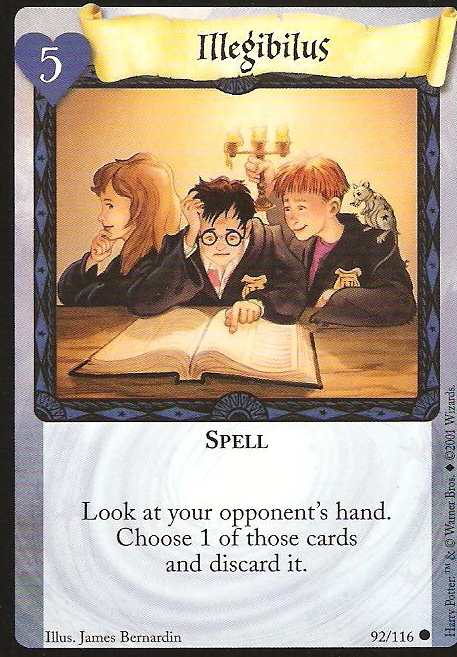 Illegibilus
5
SPELL
Look at your opponent's hand.
Choose 1 of those cards
and discard it.
Illus. James Bernardin
92/116 ●
Harry Potter: ™ & © Warner Bros. ◆ ©2001 Wizards.